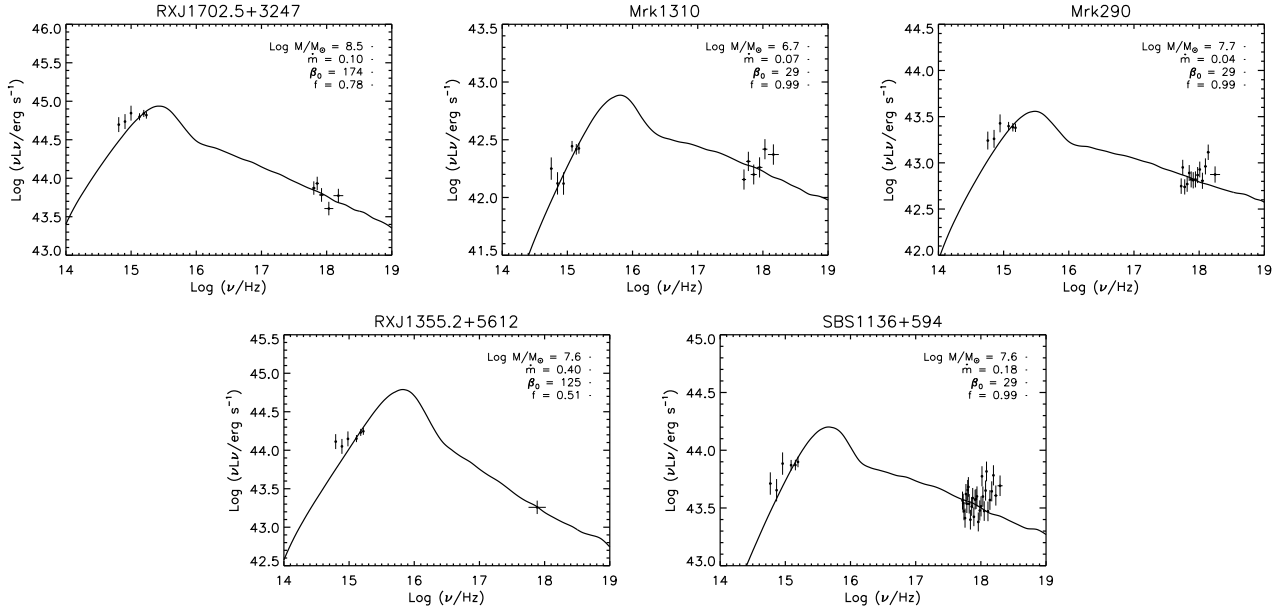 RXJ1702.5+3247
Log (νLν/erg s⁻¹)
46.0
45.5
45.0
44.5
44.0
43.5
43.0
Log M/M⊙ = 8.5
ṁ = 0.10
β₀ = 174
f = 0.78
14 15 16 17 18 19
Log (ν/Hz)
Mrk1310
Log (νLν/erg s⁻¹)
43.5
43.0
42.5
42.0
41.5
Log M/M⊙ = 6.7
ṁ = 0.07
β₀ = 29
f = 0.99
14 15 16 17 18 19
Log (ν/Hz)
Mrk290
Log (νLν/erg s⁻¹)
44.5
44.0
43.5
43.0
42.5
42.0
Log M/M⊙ = 7.7
ṁ = 0.04
β₀ = 29
f = 0.99
14 15 16 17 18 19
Log (ν/Hz)
RXJ1355.2+5612
Log (νLν/erg s⁻¹)
45.5
45.0
44.5
44.0
43.5
43.0
42.5
Log M/M⊙ = 7.6
ṁ = 0.40
β₀ = 125
f = 0.51
14 15 16 17 18 19
Log (ν/Hz)
SBS1136+594
Log (νLν/erg s⁻¹)
45.0
44.5
44.0
43.5
43.0
Log M/M⊙ = 7.6
ṁ = 0.18
β₀ = 29
f = 0.99
14 15 16 17 18 19
Log (ν/Hz)